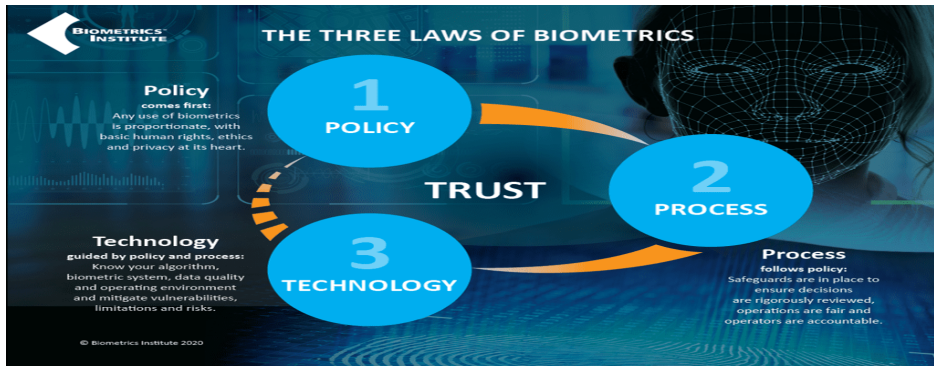 BIOMETRICS™
INSTITUTE
THE THREE LAWS OF BIOMETRICS
Policy
comes first:
Any use of biometrics
is proportionate, with
basic human rights, ethics
and privacy at its heart.
1
POLICY
TRUST
2
PROCESS
3
TECHNOLOGY
Technology
guided by policy and process:
Know your algorithm,
biometric system, data quality
and operating environment
and mitigate vulnerabilities,
limitations and risks.
Process
follows policy:
Safeguards are in place to
ensure decisions
are rigorously reviewed,
operations are fair and
operators are accountable.
© Biometrics Institute 2020